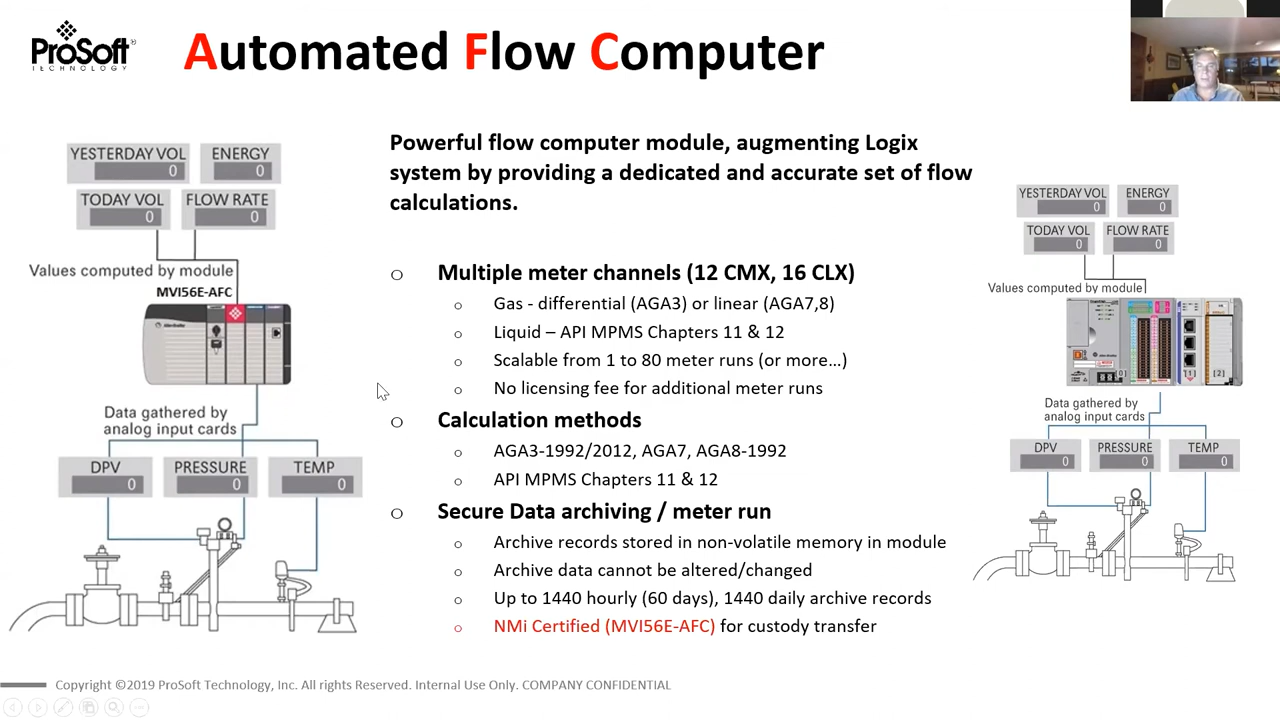 ProSoft
TECHNOLOGY
Automated Flow Computer
Powerful flow computer module, augmenting Logix
system by providing a dedicated and accurate set of flow
calculations.
YESTERDAY VOL
0
ENERGY
0
TODAY VOL
0
FLOW RATE
0
Values computed by module
MVI56E-AFC
Data gathered by
analog input cards
DPV
0
PRESSURE
0
TEMP
0
o Multiple meter channels (12 CMX, 16 CLX)
o Gas - differential (AGA3) or linear (AGA7,8)
o Liquid – API MPMS Chapters 11 & 12
o Scalable from 1 to 80 meter runs (or more…)
o No licensing fee for additional meter runs
o Calculation methods
o AGA3-1992/2012, AGA7, AGA8-1992
o API MPMS Chapters 11 & 12
o Secure Data archiving / meter run
o Archive records stored in non-volatile memory in module
o Archive data cannot be altered/changed
o Up to 1440 hourly (60 days), 1440 daily archive records
o NMi Certified (MVI56E-AFC) for custody transfer
YESTERDAY VOL
0
ENERGY
0
TODAY VOL
0
FLOW RATE
0
Values computed by module
[1]
[2]
Data gathered by
analog input cards
DPV
0
PRESSURE
0
TEMP
0
Copyright ©2019 ProSoft Technology, Inc. All rights Reserved. Internal Use Only. COMPANY CONFIDENTIAL